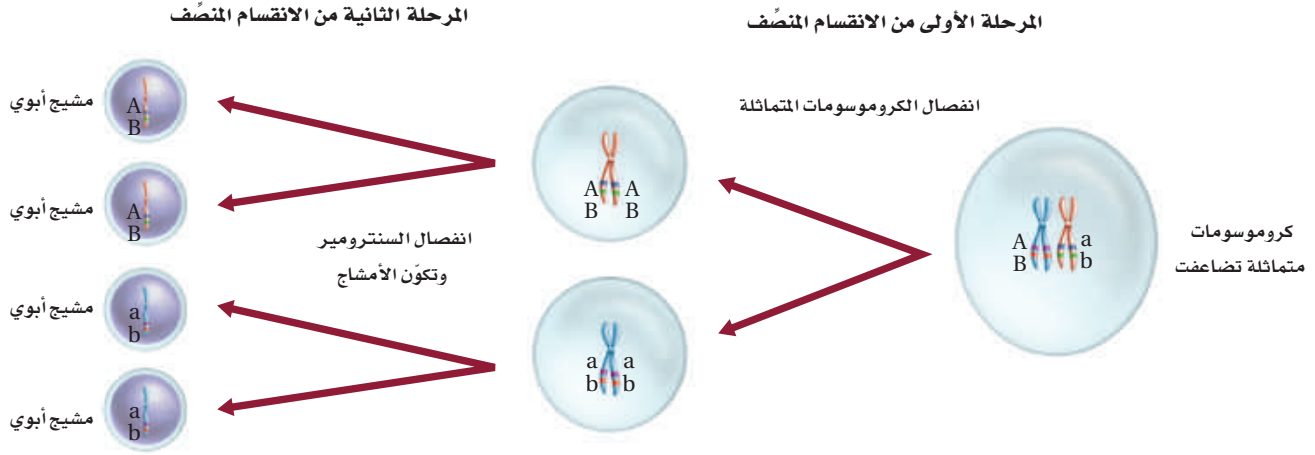 المرحلة الأولى من الانقسام المنصِّف
المرحلة الثانية من الانقسام المنصِّف
كروموسومات
متماثلة تضاعفت
A
B
a
b
انفصال الكروموسومات المتماثلة
A A
B B
a a
b b
انفصال السنترومير
وتكوّن الأمشاج
A
B
مشيج أبوي
A
B
مشيج أبوي
a
b
مشيج أبوي
a
b
مشيج أبوي